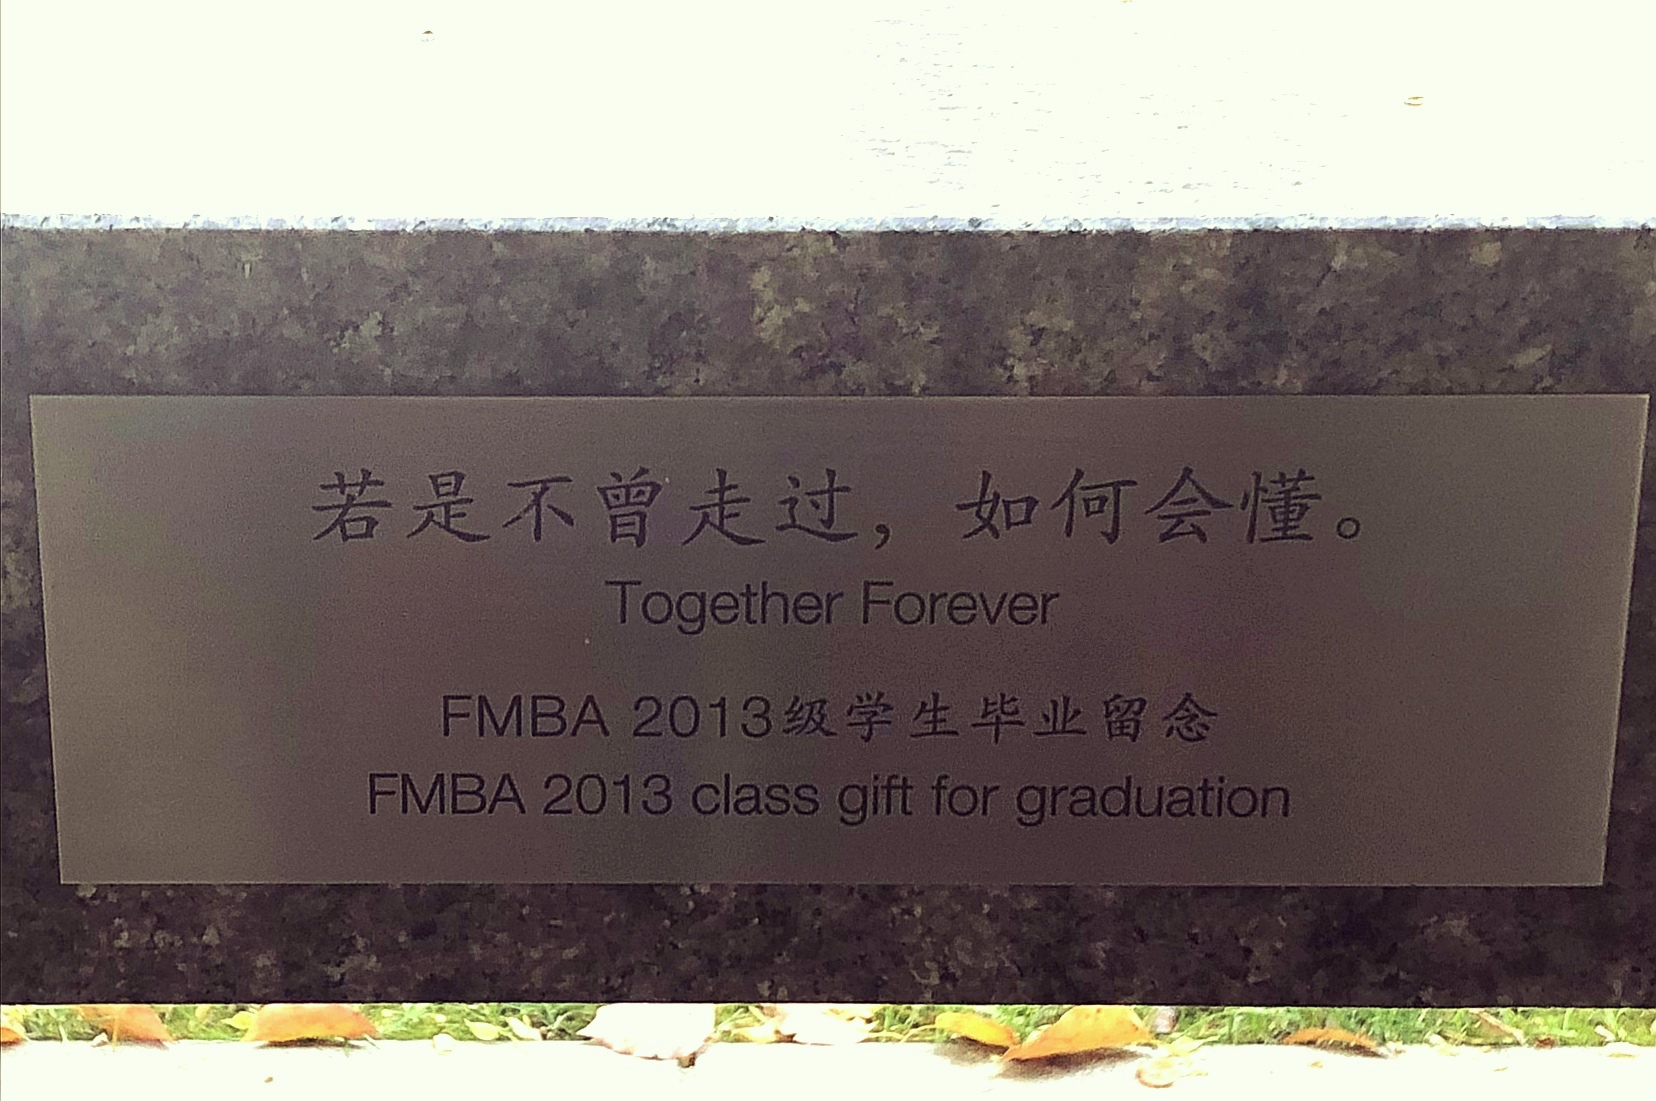 若是不曾走过，如何会懂。
Together Forever
FMBA 2013级学生毕业留念
FMBA 2013 class gift for graduation